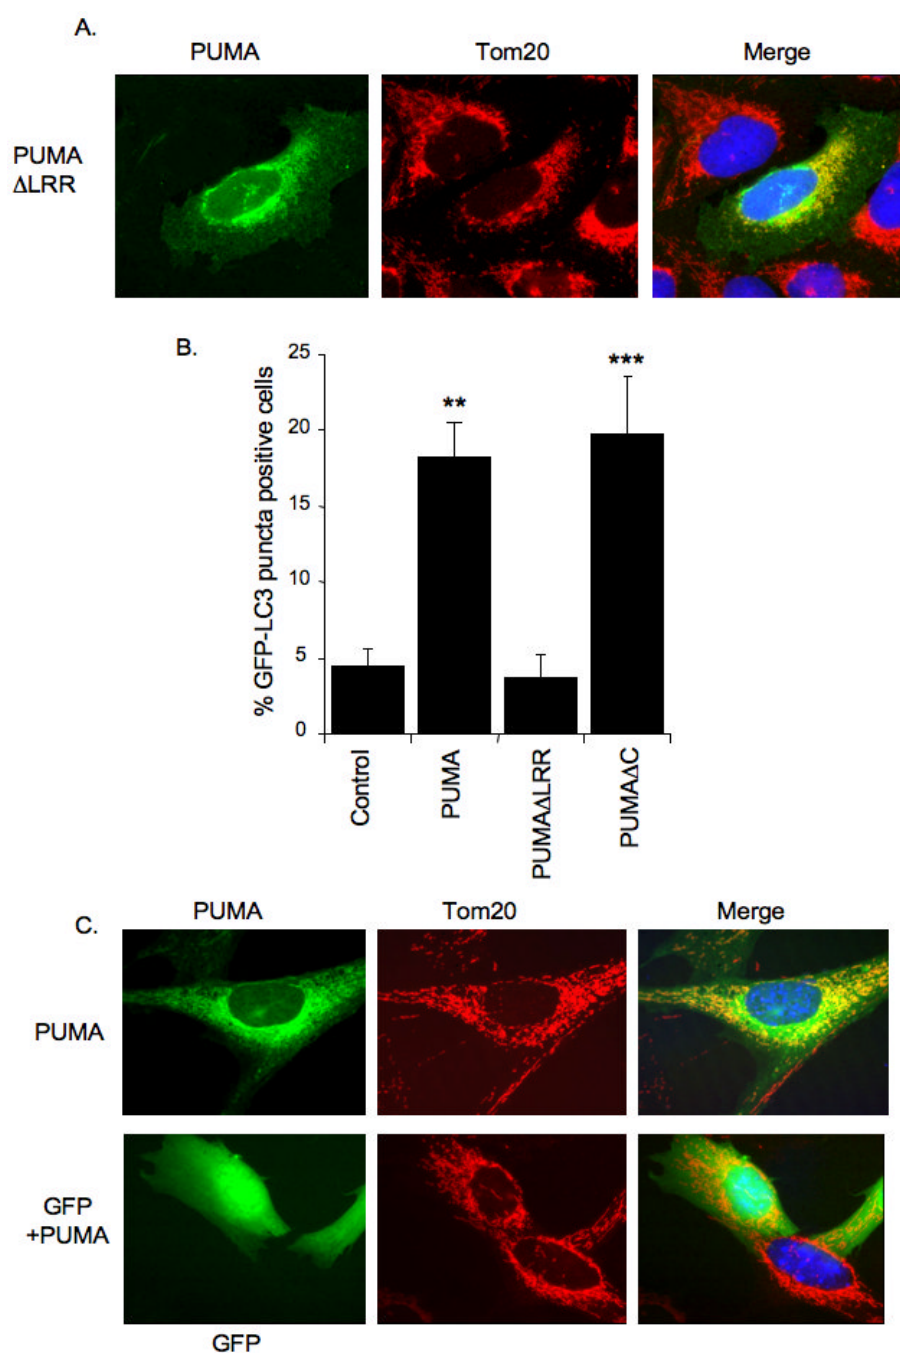 A.
PUMA Tom20 Merge
PUMA
ΔLRR
B.
% GFP-LC3 puncta positive cells
25
20
15
10
5
0
** ***
Control PUMA PUMAΔLRR PUMAΔC
C.
PUMA Tom20 Merge
PUMA
GFP
+PUMA
GFP